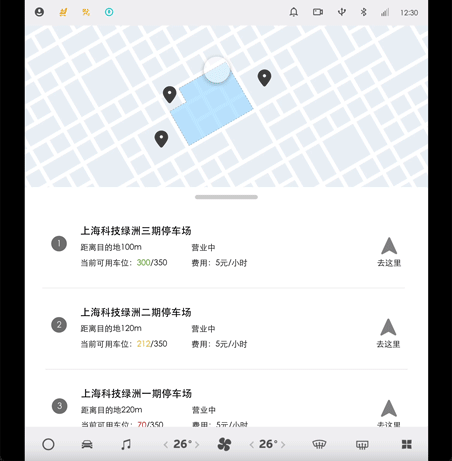 12:30
1
上海科技绿洲三期停车场
距离目的地100m 营业中
当前可用车位：300/350 费用：5元/小时
去这里
2
上海科技绿洲二期停车场
距离目的地120m 营业中
当前可用车位：212/350 费用：5元/小时
去这里
3
上海科技绿洲一期停车场
距离目的地220m 营业中
当前可用车位：70/350 费用：5元/小时
去这里
< 26° > < 26° >